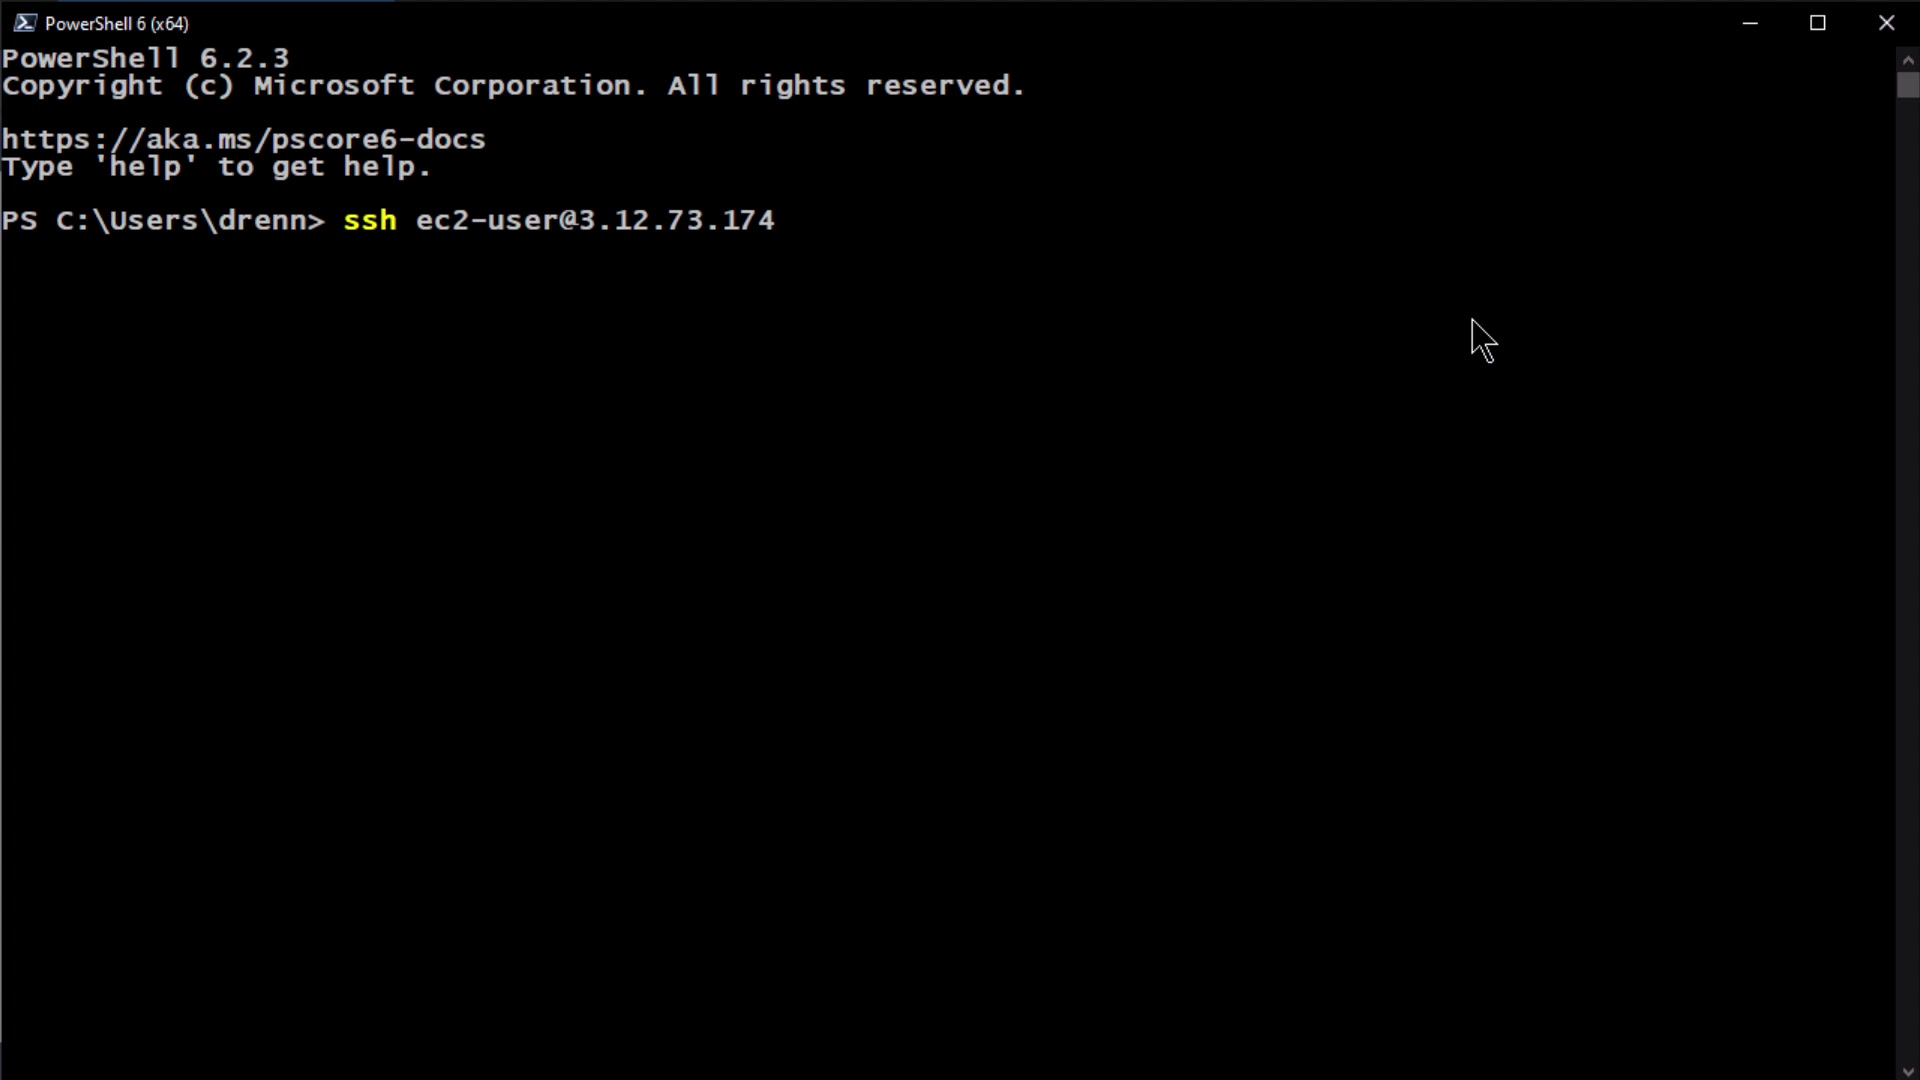 PowerShell 6 (x64)
PowerShell 6.2.3
Copyright (c) Microsoft Corporation. All rights reserved.
https://aka.ms/pscore6-docs
Type 'help' to get help.
PS C:\Users\drenn> ssh ec2-user@3.12.73.174